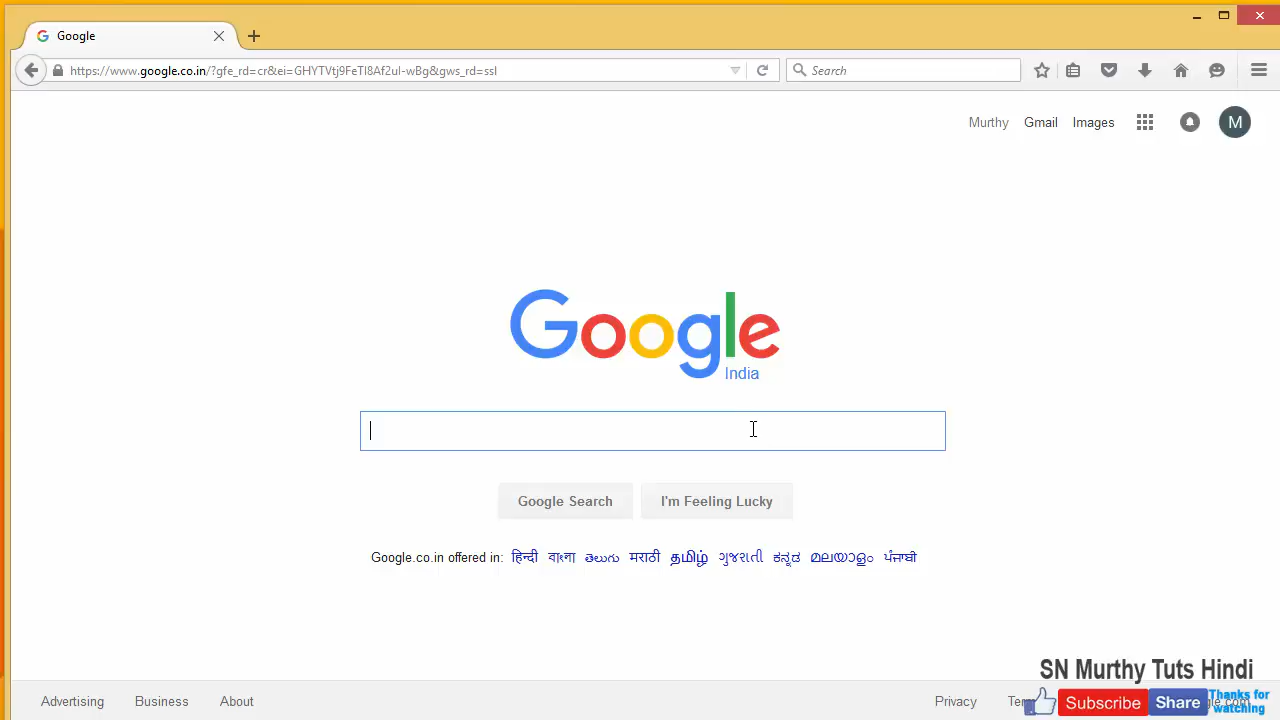 Google
https://www.google.co.in/?gfe_rd=cr&ei=GHYTVtj9FeTI8Af2ul-wBg&gws_rd=ssl
Search
Murthy Gmail Images M
Google
India
Google Search I'm Feeling Lucky
Google.co.in offered in: हिन्दी বাংলা తెలుగు मराठी தமிழ் ગુજરાતી ಕನ್ನಡ മലയാളം ਪੰਜਾਬੀ
SN Murthy Tuts Hindi
Advertising Business About Privacy
Subscribe Share Thanks for
watching